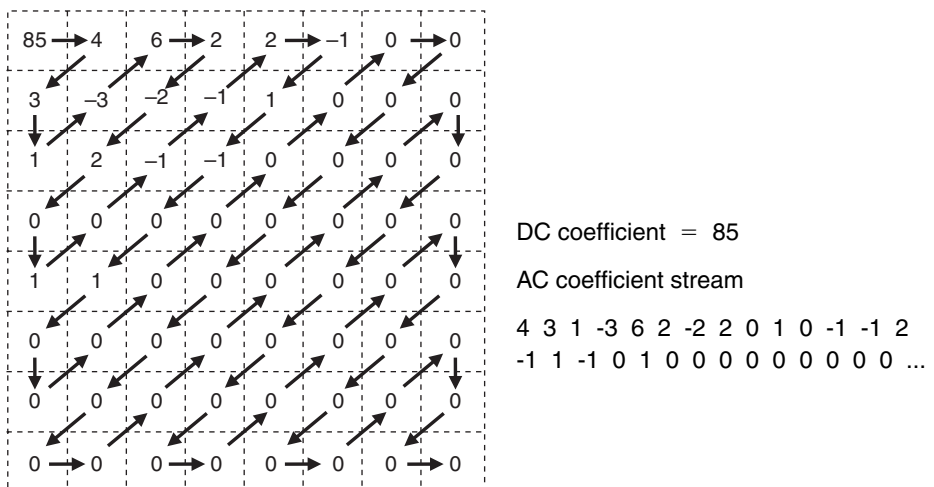 85 4 6 2 2 –1 0 0
3 –3 –2 –1 1 0 0 0
1 2 –1 –1 0 0 0 0
0 0 0 0 0 0 0 0
1 1 0 0 0 0 0 0
0 0 0 0 0 0 0 0
0 0 0 0 0 0 0 0
0 0 0 0 0 0 0 0
DC coefficient = 85
AC coefficient stream
4 3 1 -3 6 2 -2 2 0 1 0 -1 -1 2
-1 1 -1 0 1 0 0 0 0 0 0 0 0 0 ...